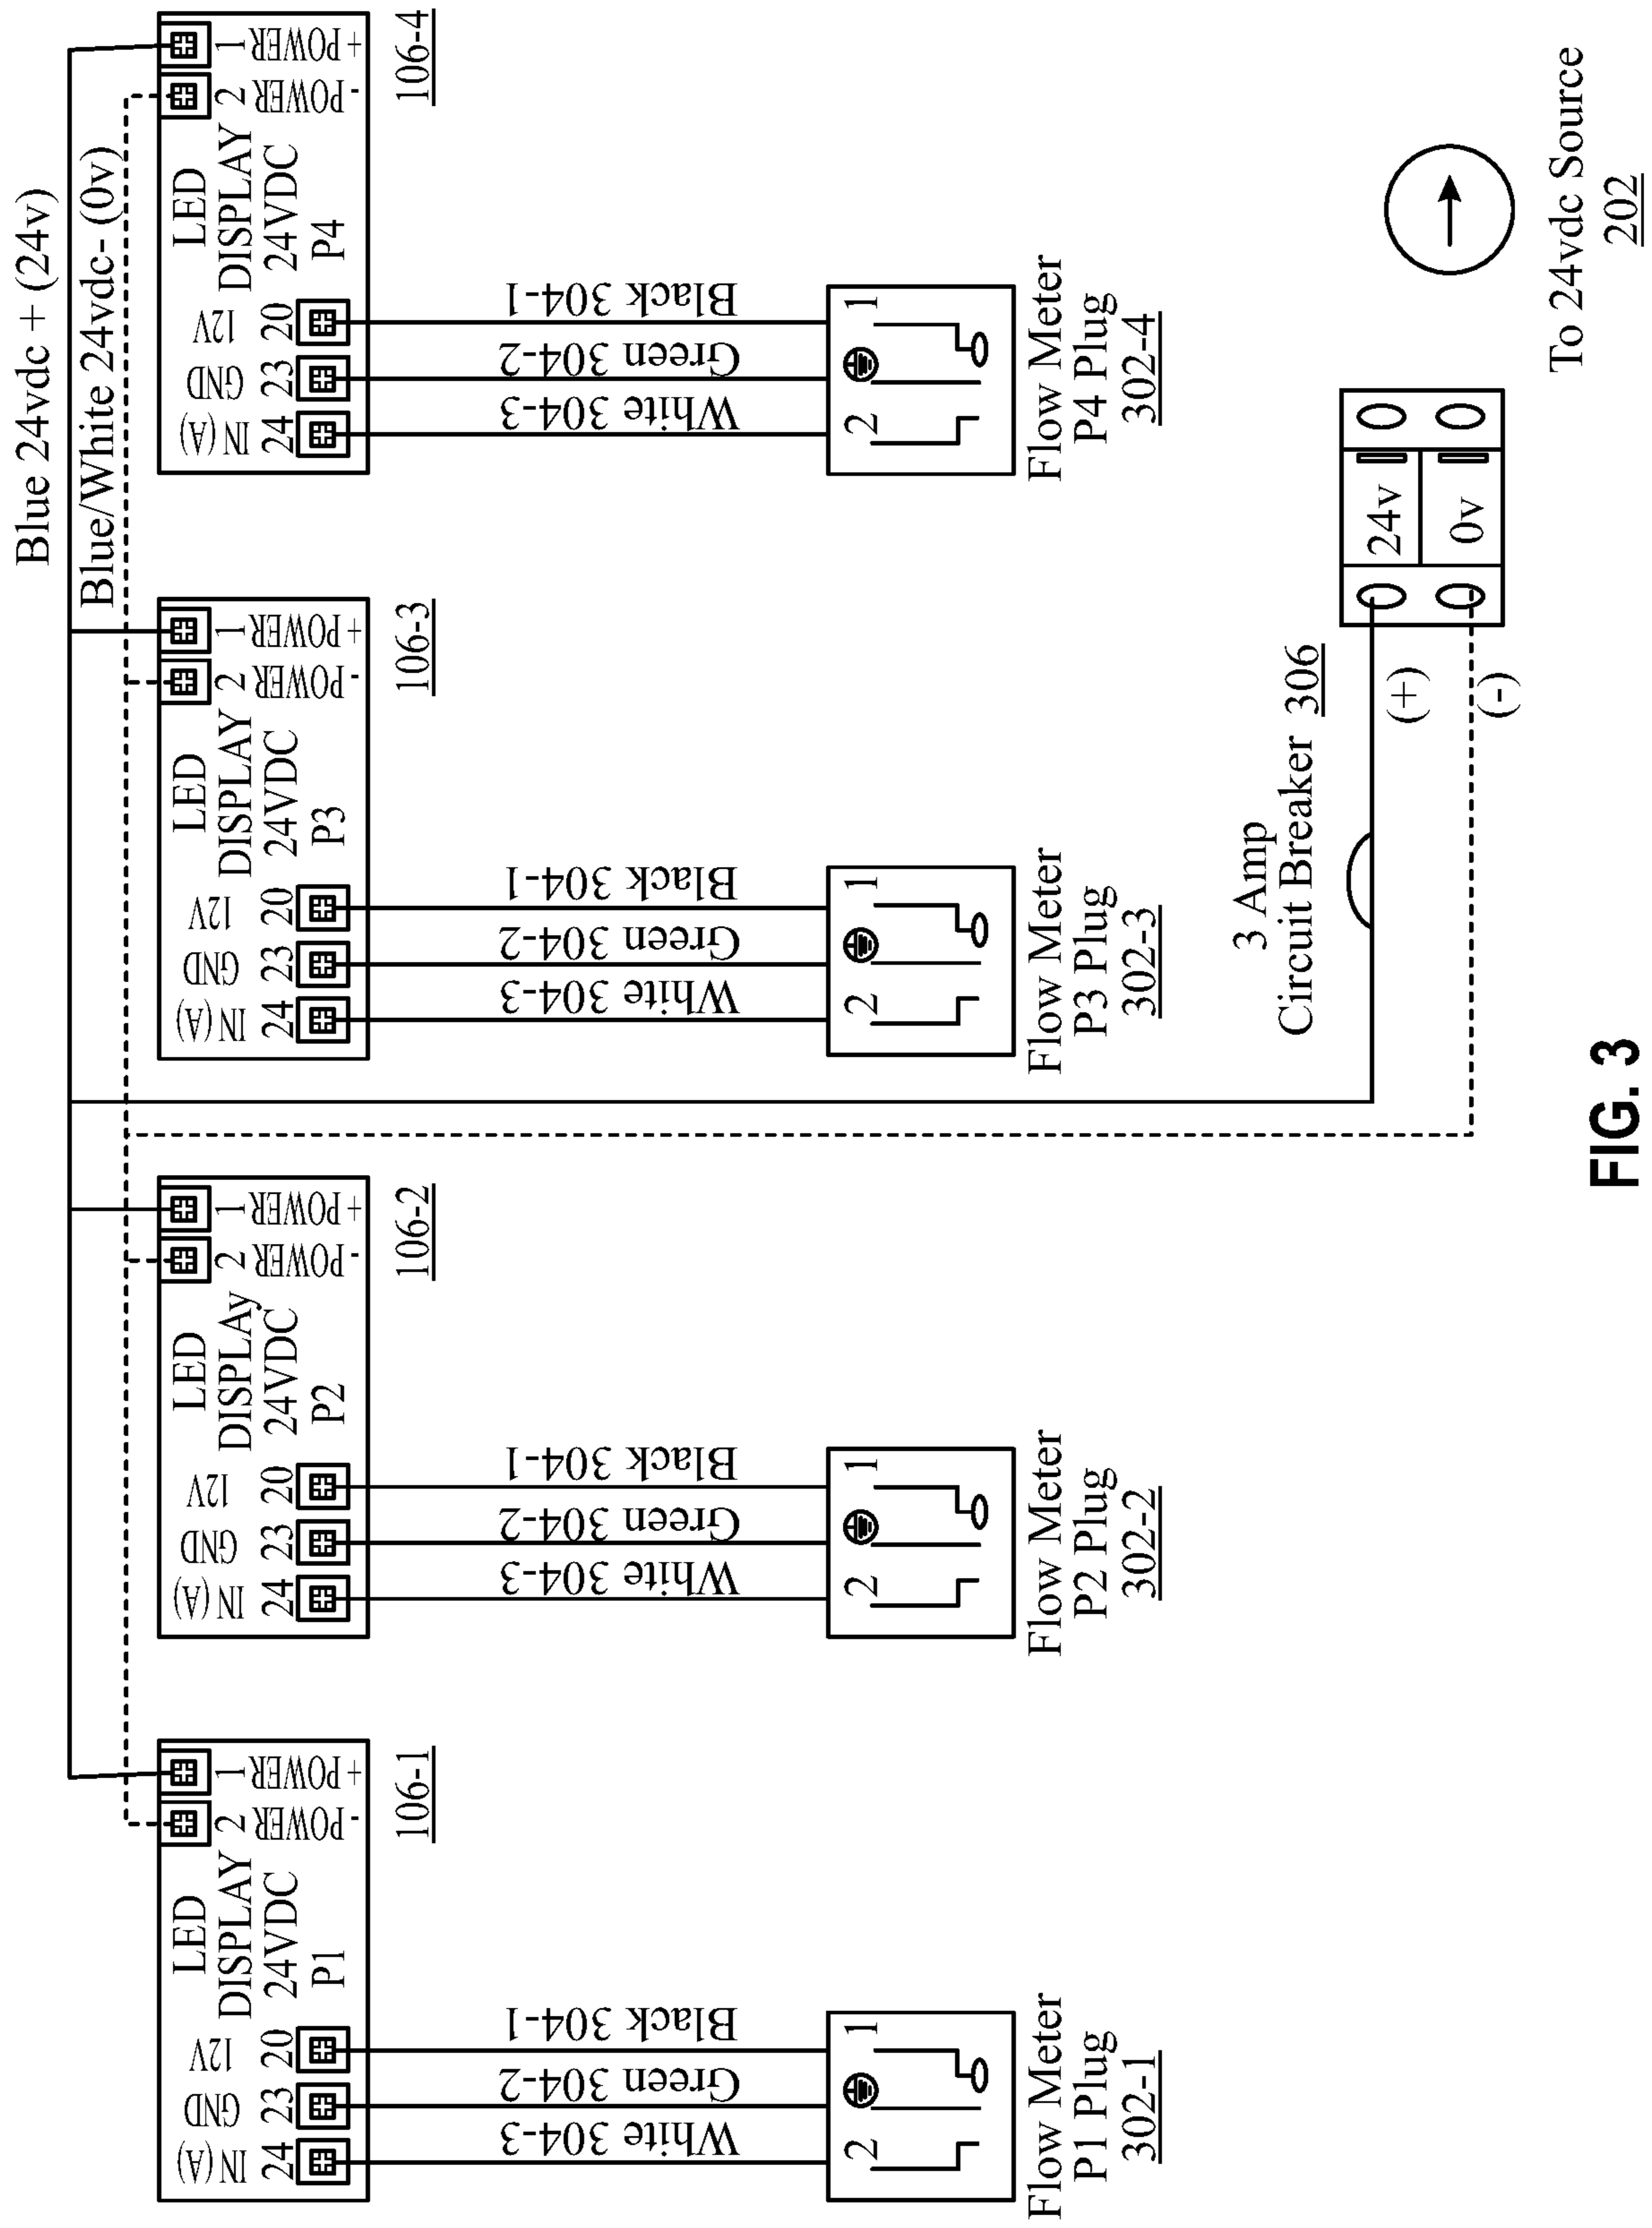 Blue 24vdc + (24v)
Blue/White 24vdc- (0v)
IN (A)
24
GND
23
12V
20
LED
DISPLAY
24VDC
P1
2
- POWER
1
+ POWER
106-1
White 304-3
Green 304-2
Black 304-1
2
1
Flow Meter
P1 Plug
302-1
IN (A)
24
GND
23
12V
20
LED
DISPLAy
24VDC
P2
2
- POWER
1
+ POWER
106-2
White 304-3
Green 304-2
Black 304-1
2
1
Flow Meter
P2 Plug
302-2
IN (A)
24
GND
23
12V
20
LED
DISPLAY
24VDC
P3
2
- POWER
1
+ POWER
106-3
White 304-3
Green 304-2
Black 304-1
2
1
Flow Meter
P3 Plug
302-3
IN (A)
24
GND
23
12V
20
LED
DISPLAY
24VDC
P4
2
- POWER
1
+ POWER
106-4
White 304-3
Green 304-2
Black 304-1
2
1
Flow Meter
P4 Plug
302-4
3 Amp
Circuit Breaker 306
(+)
(-)
24v
0v
To 24vdc Source
202
FIG. 3